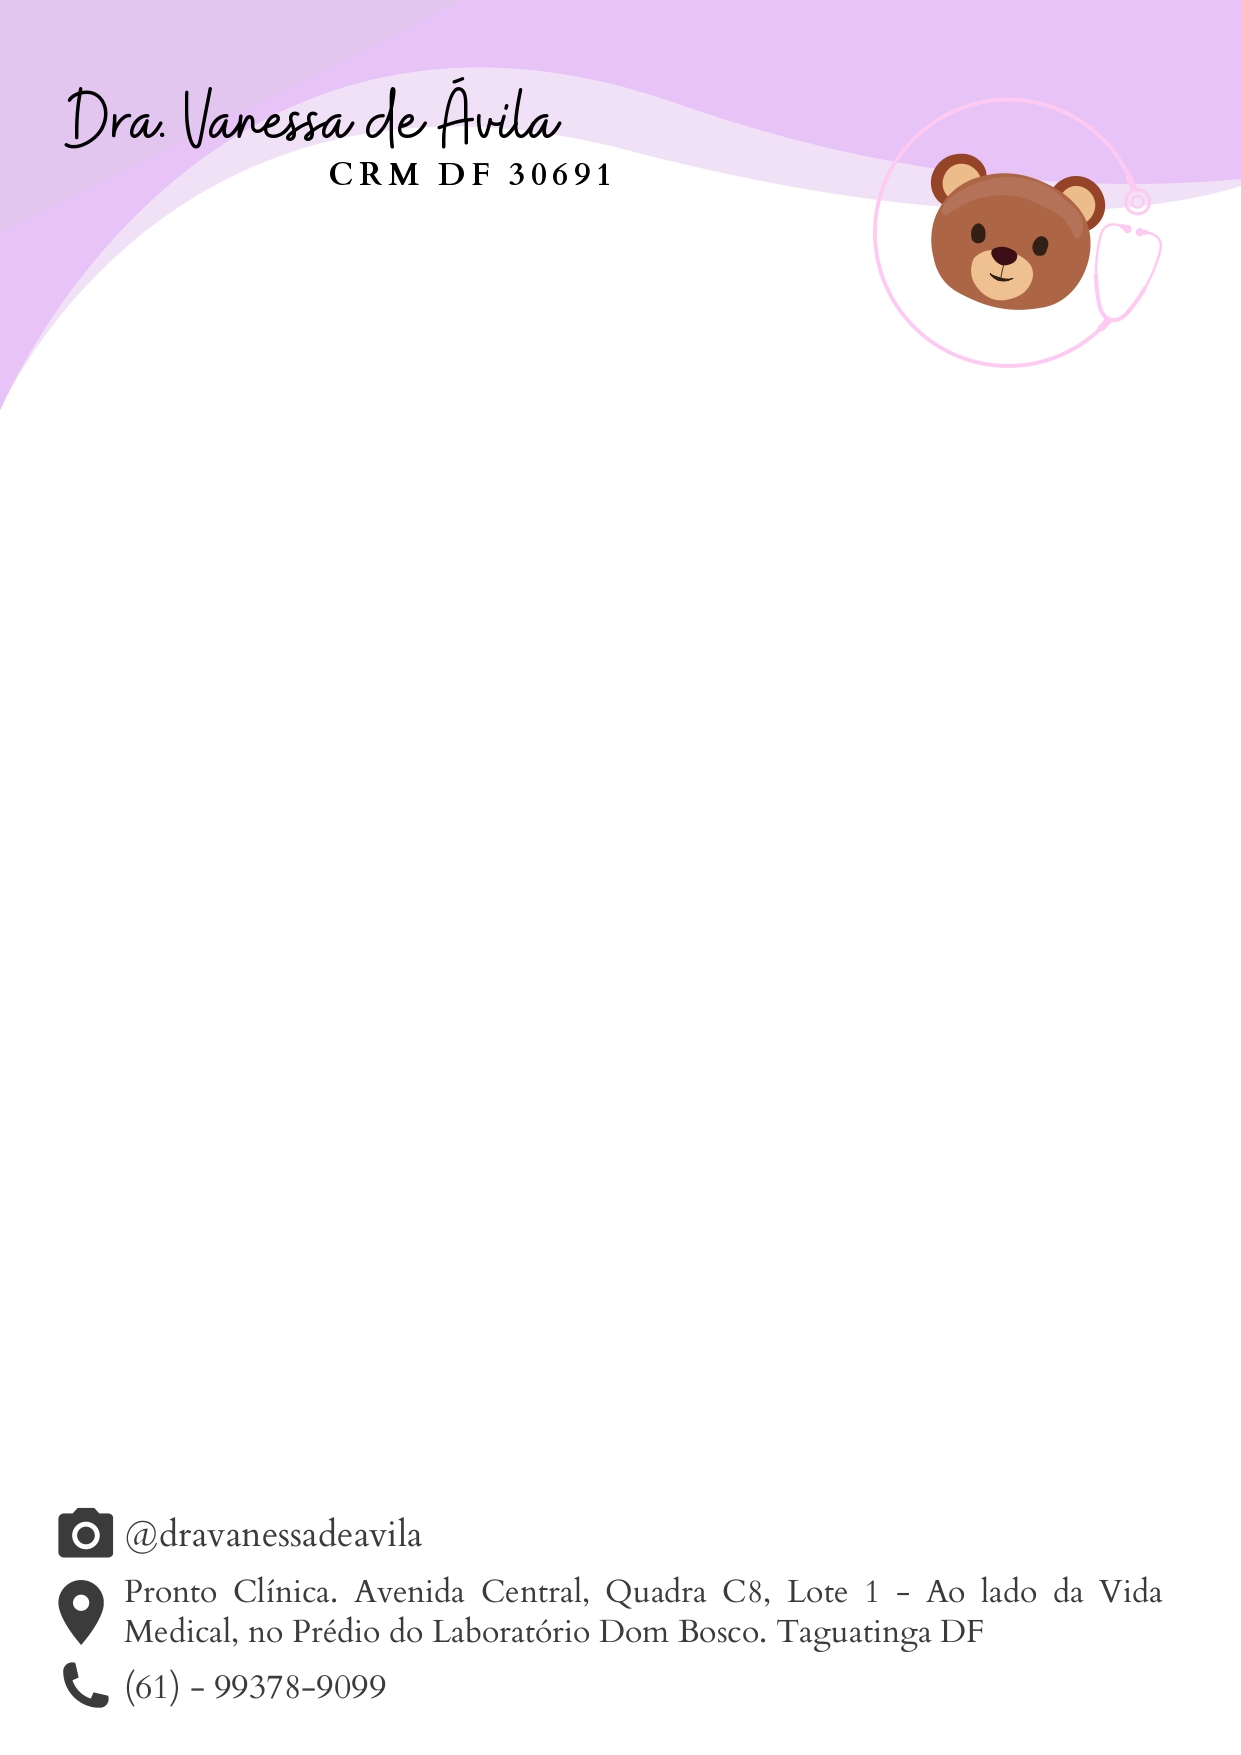 Dra. Vanessa de Ávila
CRM DF 30691
@dravanessadeavila
Pronto Clínica. Avenida Central, Quadra C8, Lote 1 - Ao lado da Vida
Medical, no Prédio do Laboratório Dom Bosco. Taguatinga DF
(61) - 99378-9099